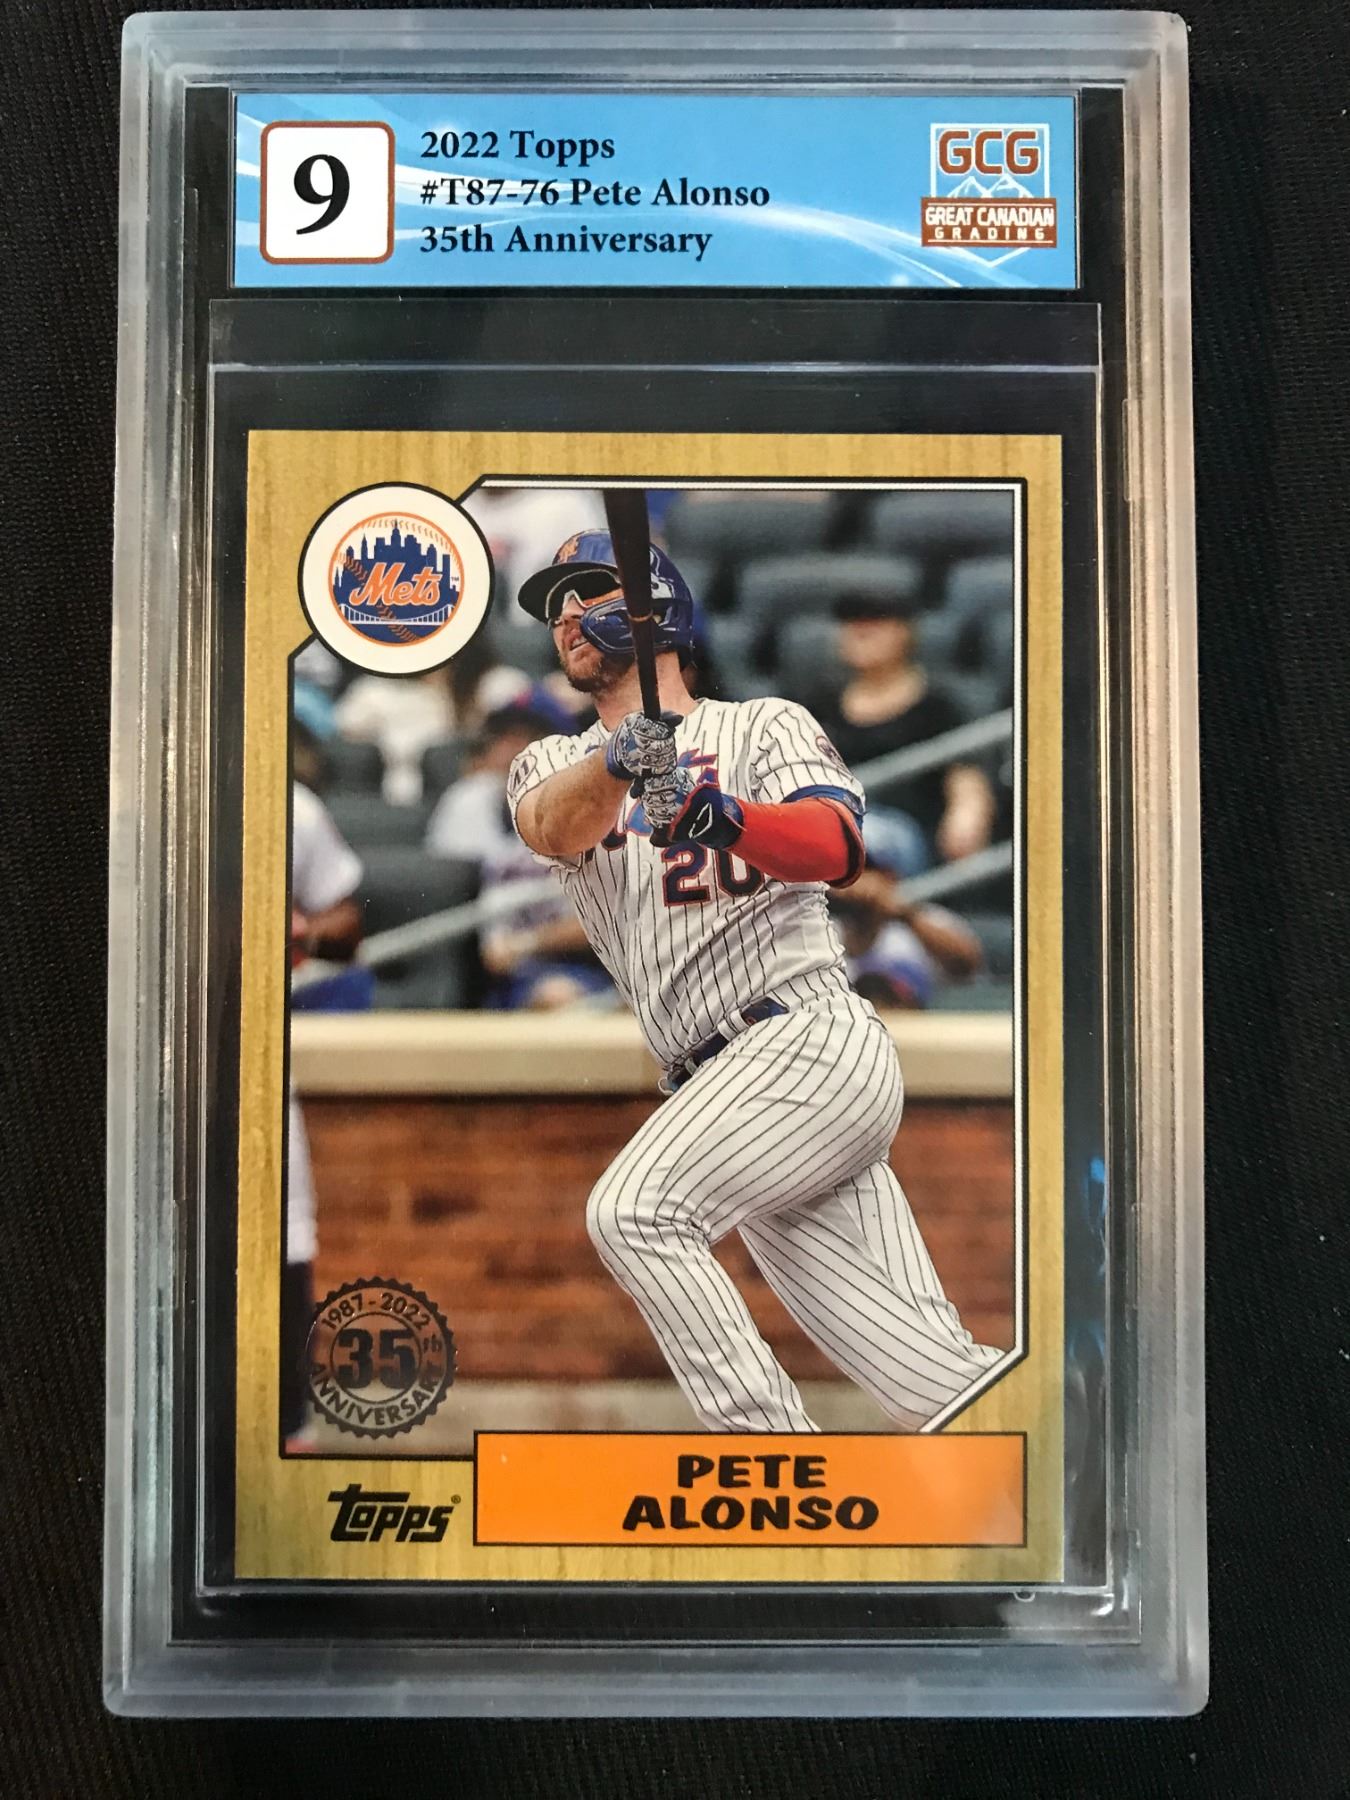 9
2022 Topps
#T87-76 Pete Alonso
35th Anniversary
GCG
GREAT CANADIAN
GRADING
Mets™
20
1987-2022
35th
ANNIVERSARY
topps®
PETE
ALONSO